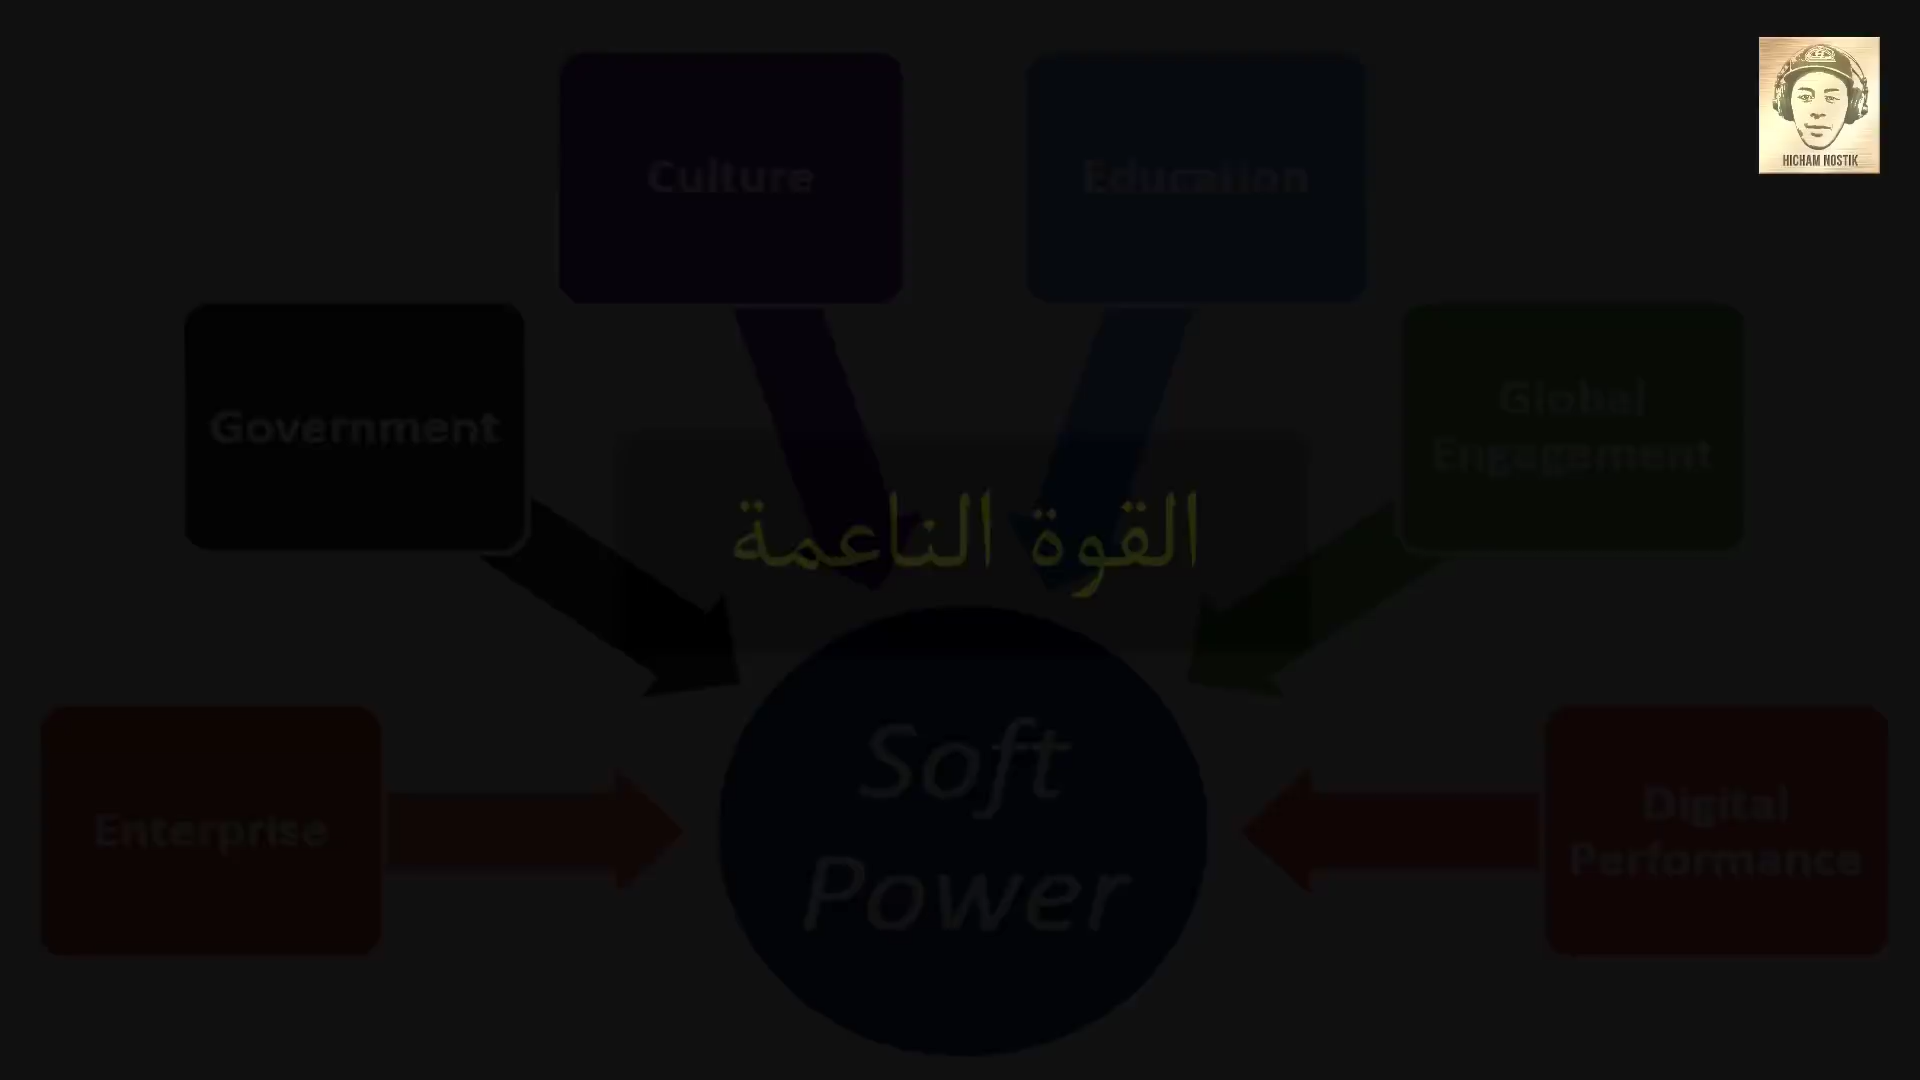 HICHAM NOSTIK
Culture
Education
Government
Global
Engagement
القوة الناعمة
Soft
Power
Enterprise
Digital
Performance